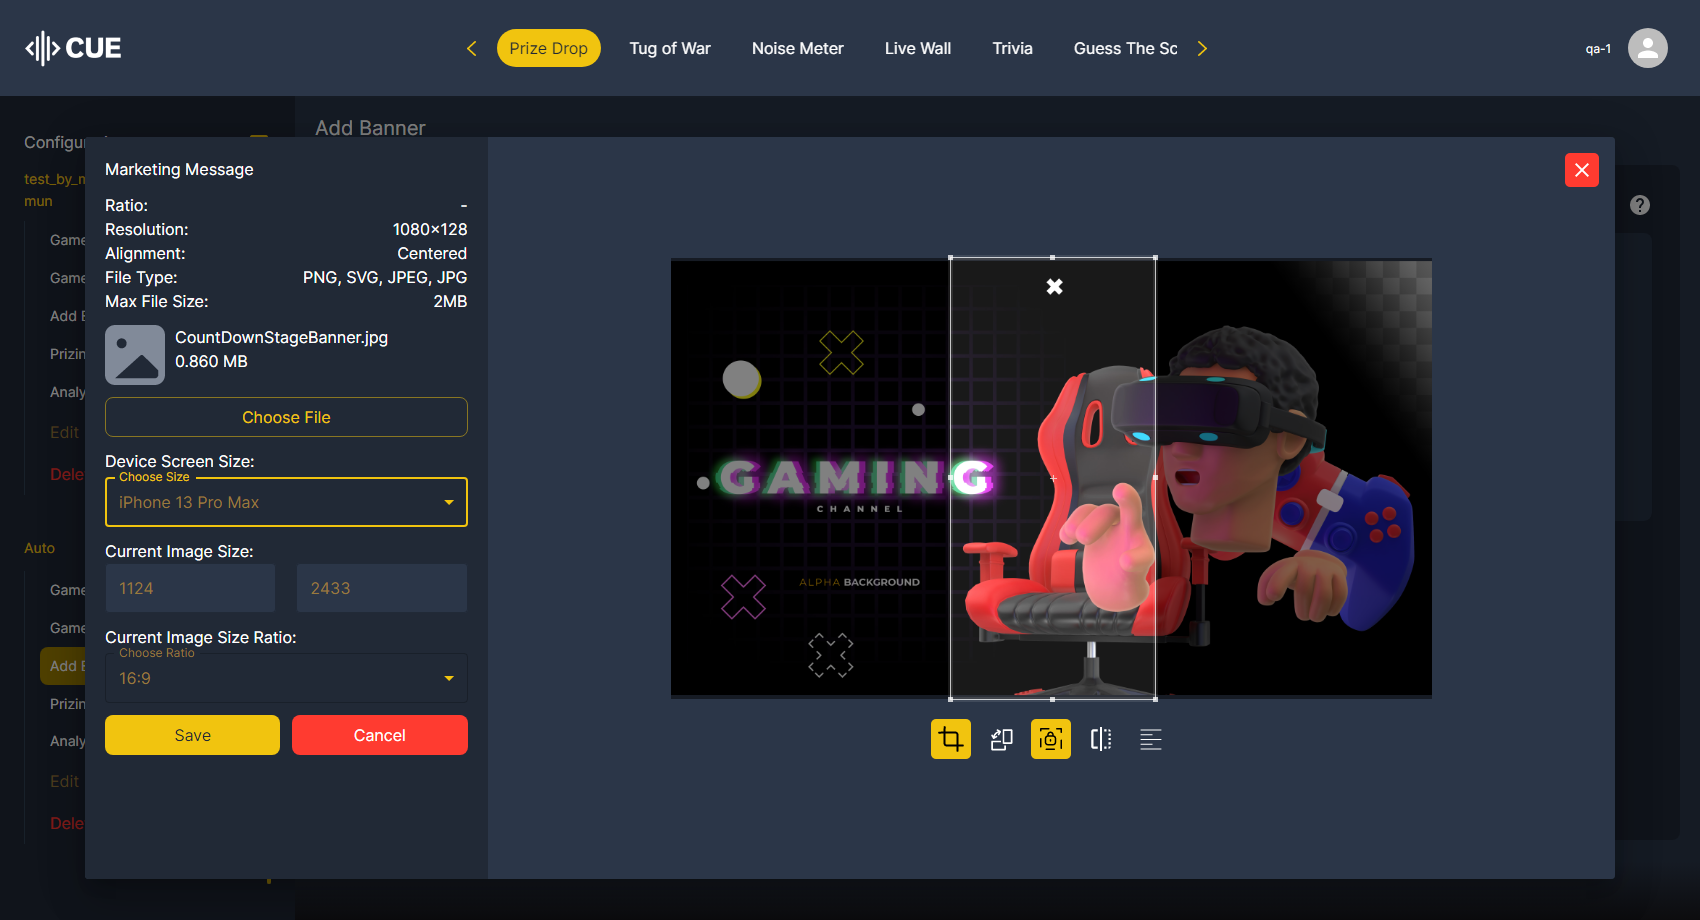 CUE
Prize Drop
Tug of War
Noise Meter
Live Wall
Trivia
Guess The Sc
qa-1
Add Banner
Configur
test_by_m
mun
Game
Game
Add B
Prizin
Analy
Edit
Dele
Auto
Game
Game
Add B
Prizin
Analy
Edit
Dele
Marketing Message
Ratio: -
Resolution: 1080×128
Alignment: Centered
File Type: PNG, SVG, JPEG, JPG
Max File Size: 2MB
CountDownStageBanner.jpg
0.860 MB
Choose File
Device Screen Size:
Choose Size
iPhone 13 Pro Max
Current Image Size:
1124 2433
Current Image Size Ratio:
Choose Ratio
16:9
Save Cancel
GAMING
CHANNEL
ALPHA BACKGROUND